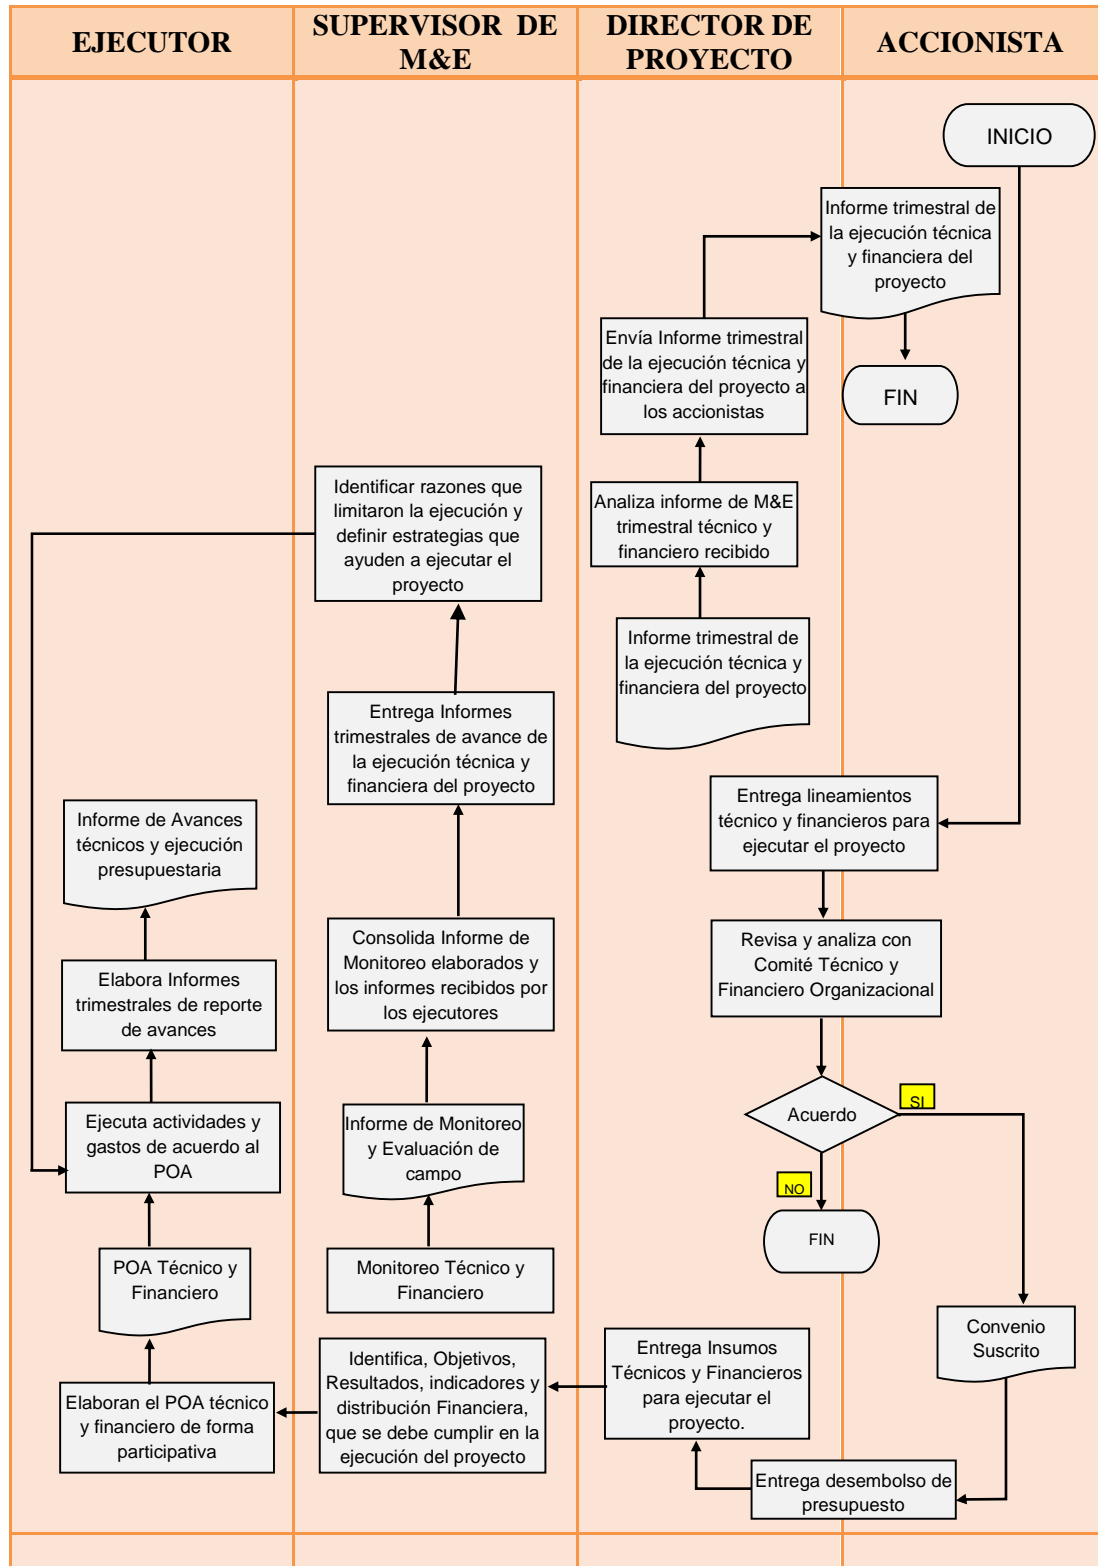 EJECUTOR
SUPERVISOR DE
M&E
DIRECTOR DE
PROYECTO
ACCIONISTA
INICIO
Informe trimestral de
la ejecución técnica
y financiera del
proyecto
Envía Informe trimestral
de la ejecución técnica y
financiera del proyecto a
los accionistas
FIN
Identificar razones que
limitaron la ejecución y
definir estrategias que
ayuden a ejecutar el
proyecto
Analiza informe de M&E
trimestral técnico y
financiero recibido
Informe trimestral de
la ejecución técnica y
financiera del proyecto
Entrega Informes
trimestrales de avance de
la ejecución técnica y
financiera del proyecto
Entrega lineamientos
técnico y financieros para
ejecutar el proyecto
Informe de Avances
técnicos y ejecución
presupuestaria
Consolida Informe de
Monitoreo elaborados y
los informes recibidos por
los ejecutores
Revisa y analiza con
Comité Técnico y
Financiero Organizacional
Elabora Informes
trimestrales de reporte
de avances
Acuerdo
SI
NO
Ejecuta actividades y
gastos de acuerdo al
POA
Informe de Monitoreo
y Evaluación de
campo
FIN
POA Técnico y
Financiero
Monitoreo Técnico y
Financiero
Convenio
Suscrito
Entrega Insumos
Técnicos y Financieros
para ejecutar el
proyecto.
Identifica, Objetivos,
Resultados, indicadores y
distribución Financiera,
que se debe cumplir en la
ejecución del proyecto
Elaboran el POA técnico
y financiero de forma
participativa
Entrega desembolso de
presupuesto